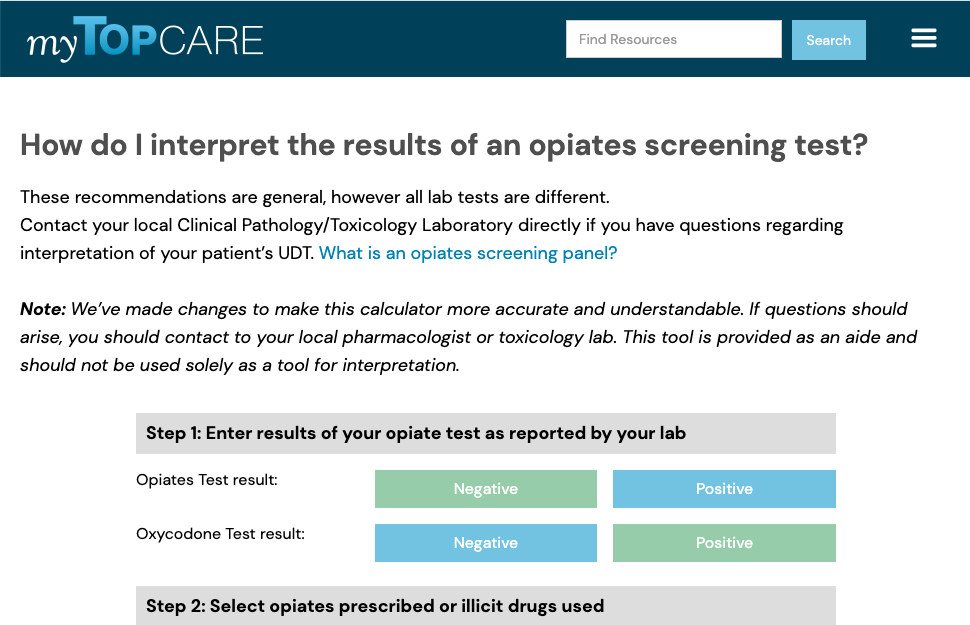 myTOPCARE
Find Resources
Search
How do I interpret the results of an opiates screening test?
These recommendations are general, however all lab tests are different.
Contact your local Clinical Pathology/Toxicology Laboratory directly if you have questions regarding
interpretation of your patient's UDT. What is an opiates screening panel?
Note: We've made changes to make this calculator more accurate and understandable. If questions should
arise, you should contact to your local pharmacologist or toxicology lab. This tool is provided as an aide and
should not be used solely as a tool for interpretation.
Step 1: Enter results of your opiate test as reported by your lab
Opiates Test result:
Negative
Positive
Oxycodone Test result:
Negative
Positive
Step 2: Select opiates prescribed or illicit drugs used